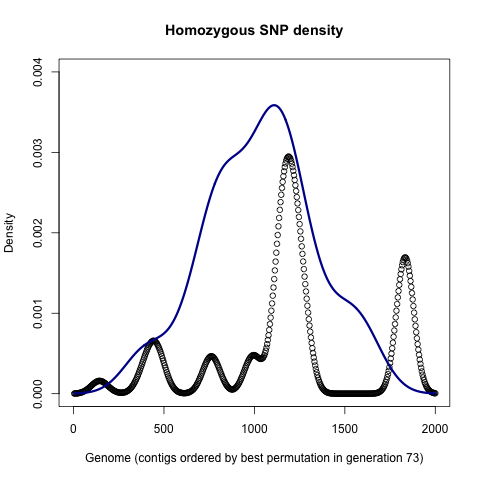 Homozygous SNP density
Density
0.004
0.003
0.002
0.001
0.000
0 500 1000 1500 2000
Genome (contigs ordered by best permutation in generation 73)